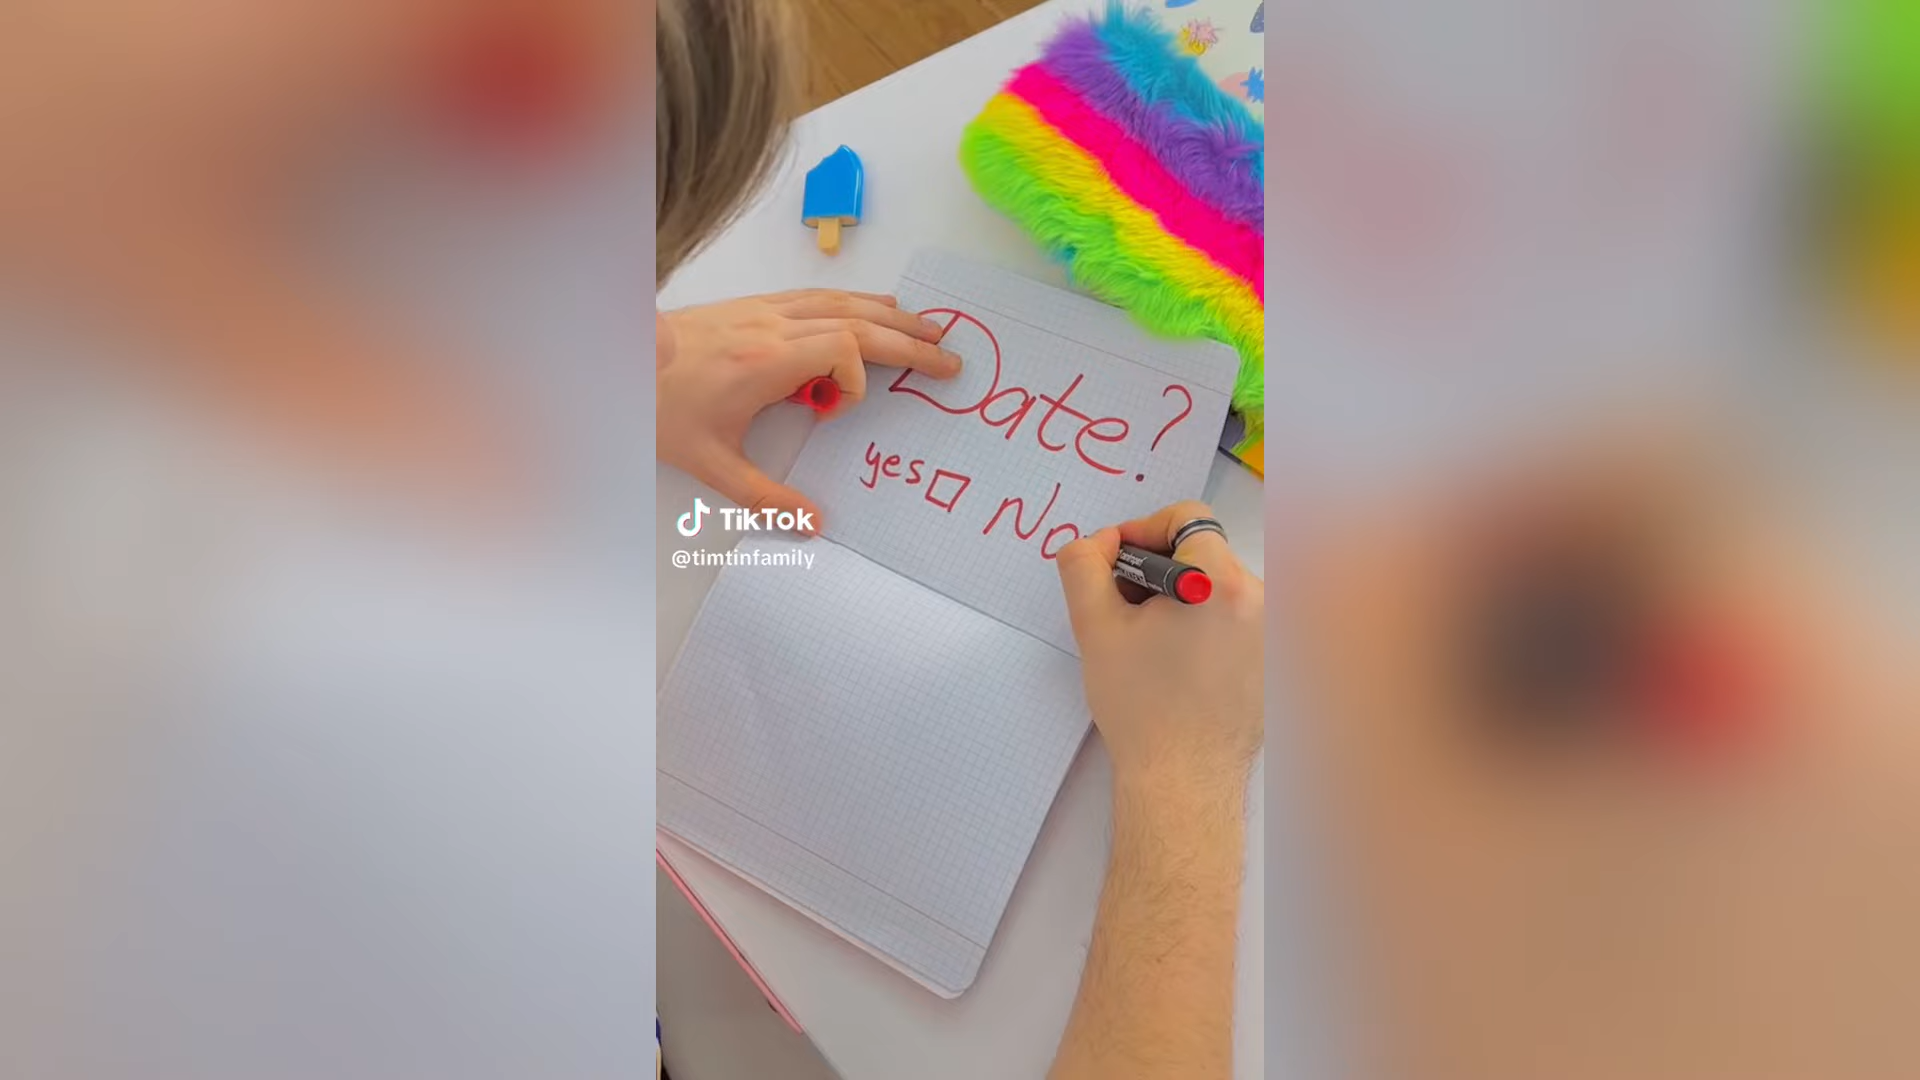 Date?
yes No
TikTok
@timtinfamily